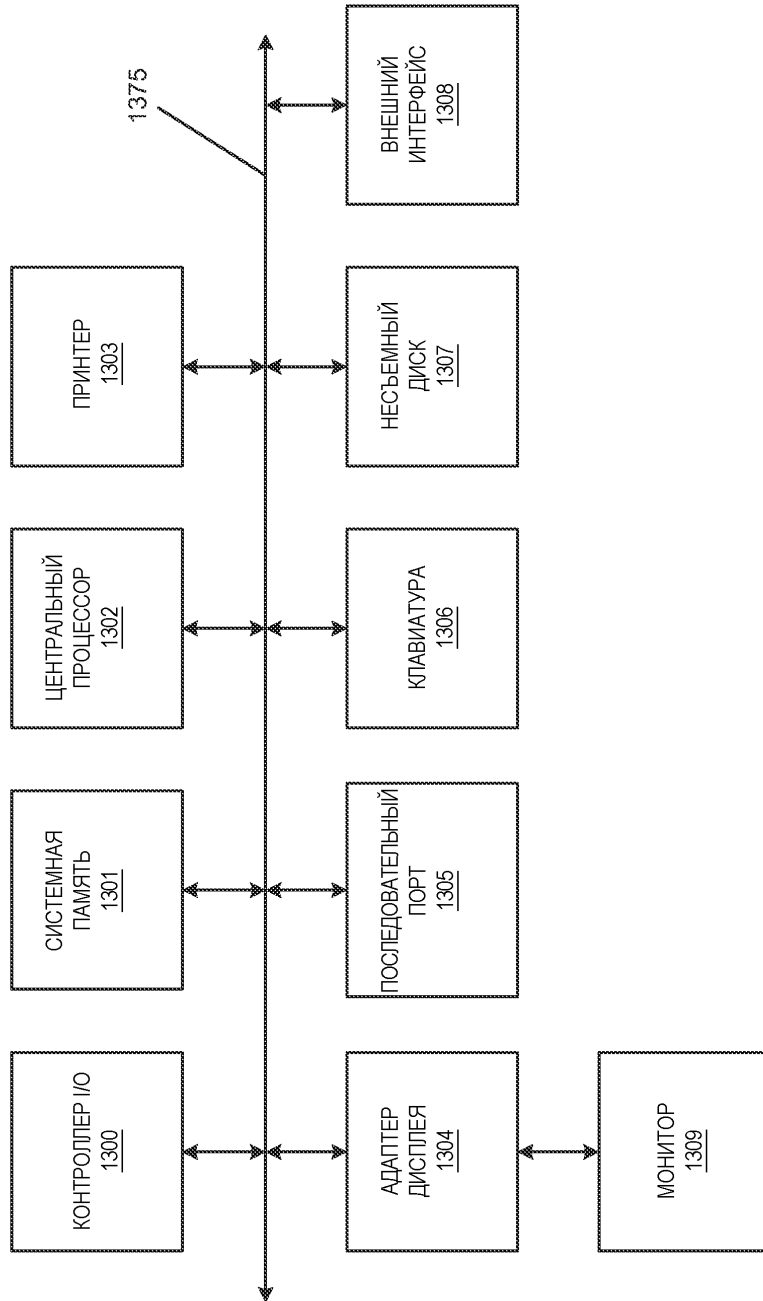 КОНТРОЛЛЕР I/O
1300
СИСТЕМНАЯ
ПАМЯТЬ
1301
ЦЕНТРАЛЬНЫЙ
ПРОЦЕССОР
1302
ПРИНТЕР
1303
1375
АДАПТЕР
ДИСПЛЕЯ
1304
ПОСЛЕДОВАТЕЛЬНЫЙ
ПОРТ
1305
КЛАВИАТУРА
1306
НЕСЪЕМНЫЙ
ДИСК
1307
ВНЕШНИЙ
ИНТЕРФЕЙС
1308
МОНИТОР
1309